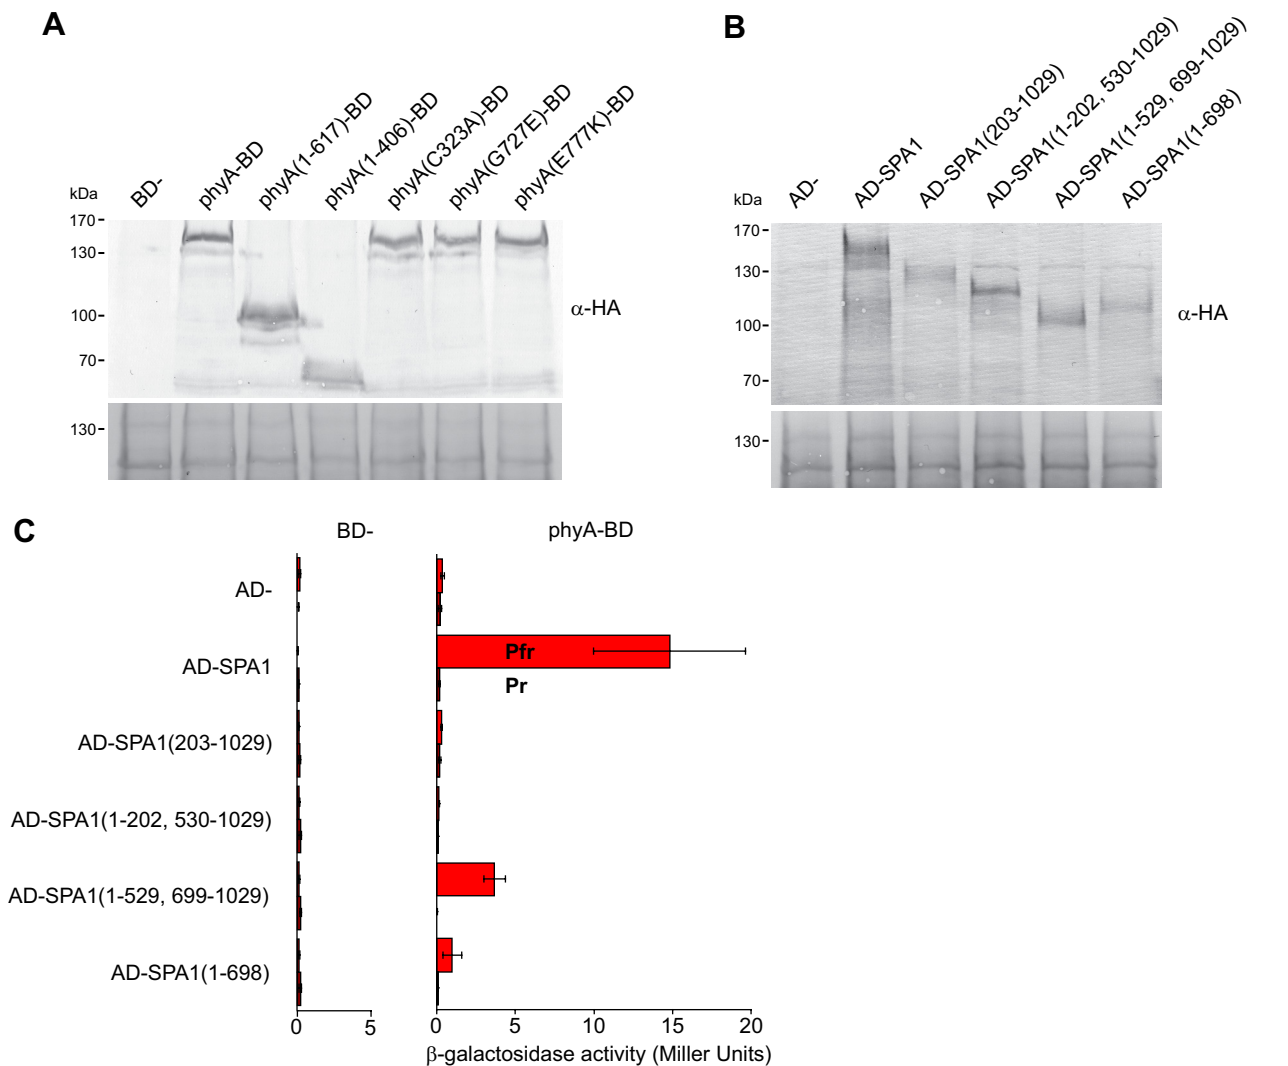 A
BD-
phyA-BD
phyA(1-617)-BD
phyA(1-406)-BD
phyA(C323A)-BD
phyA(G727E)-BD
phyA(E777K)-BD
kDa
170-
130-
100-
70-
α-HA
130-
B
AD-
AD-SPA1
AD-SPA1(203-1029)
AD-SPA1(1-202, 530-1029)
AD-SPA1(1-529, 699-1029)
AD-SPA1(1-698)
kDa
170-
130-
100-
70-
α-HA
130-
C
BD- phyA-BD
AD-
AD-SPA1
Pfr
Pr
AD-SPA1(203-1029)
AD-SPA1(1-202, 530-1029)
AD-SPA1(1-529, 699-1029)
AD-SPA1(1-698)
0 5 0 5 10 15 20
β-galactosidase activity (Miller Units)